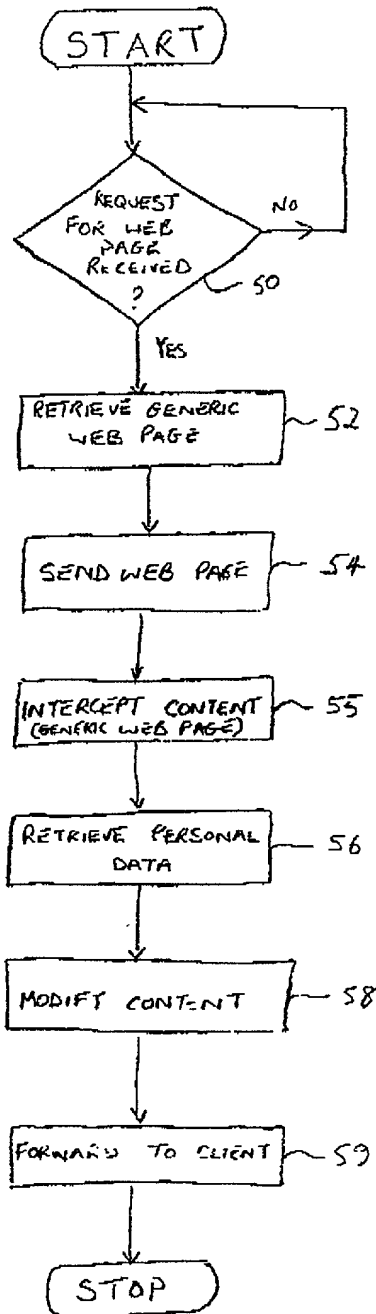 START
REQUEST
FOR WEB
PAGE
RECEIVED
?
NO
50
YES
RETRIEVE GENERIC
WEB PAGE
52
SEND WEB PAGE
54
INTERCEPT CONTENT
(GENERIC WEB PAGE)
55
RETRIEVE PERSONAL
DATA
56
MODIFY CONTENT
58
FORWARD TO CLIENT
59
STOP